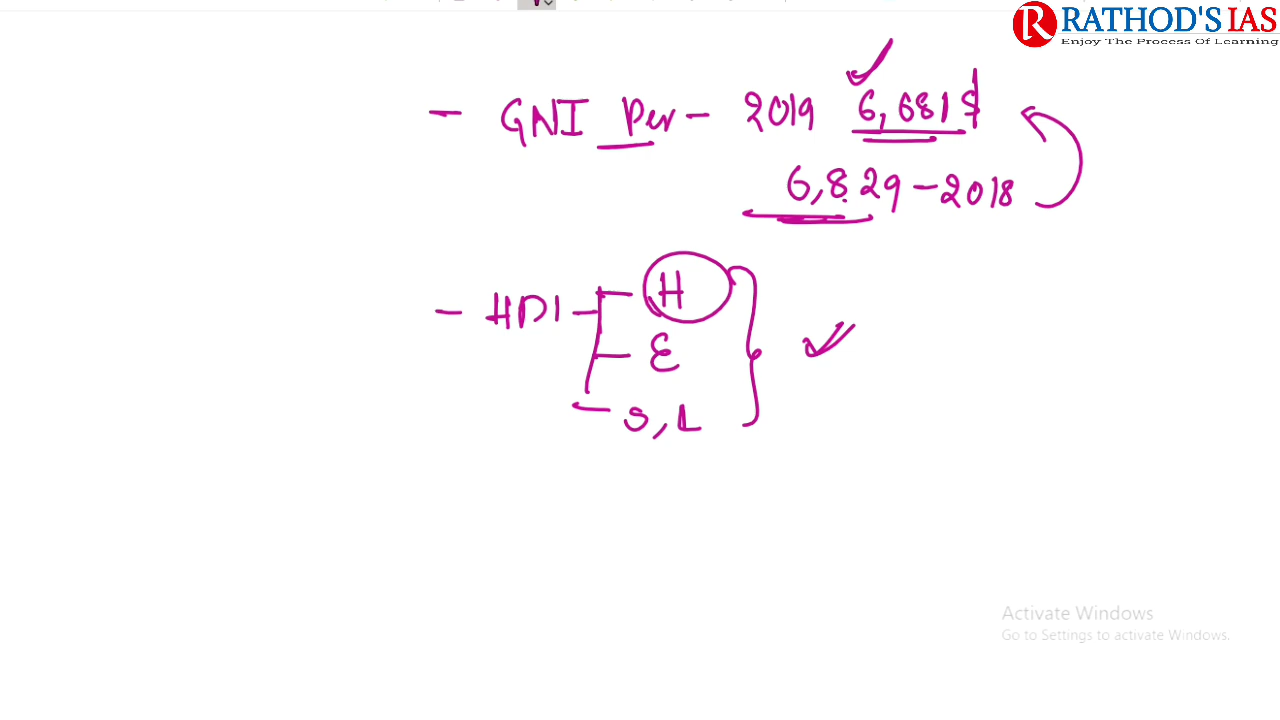 RATHOD'S IAS
Enjoy The Process Of Learning
- GNI Per - 2019 6,681 $
6,829 - 2018
- HDI - H
E
S, L
Activate Windows
Go to Settings to activate Windows.